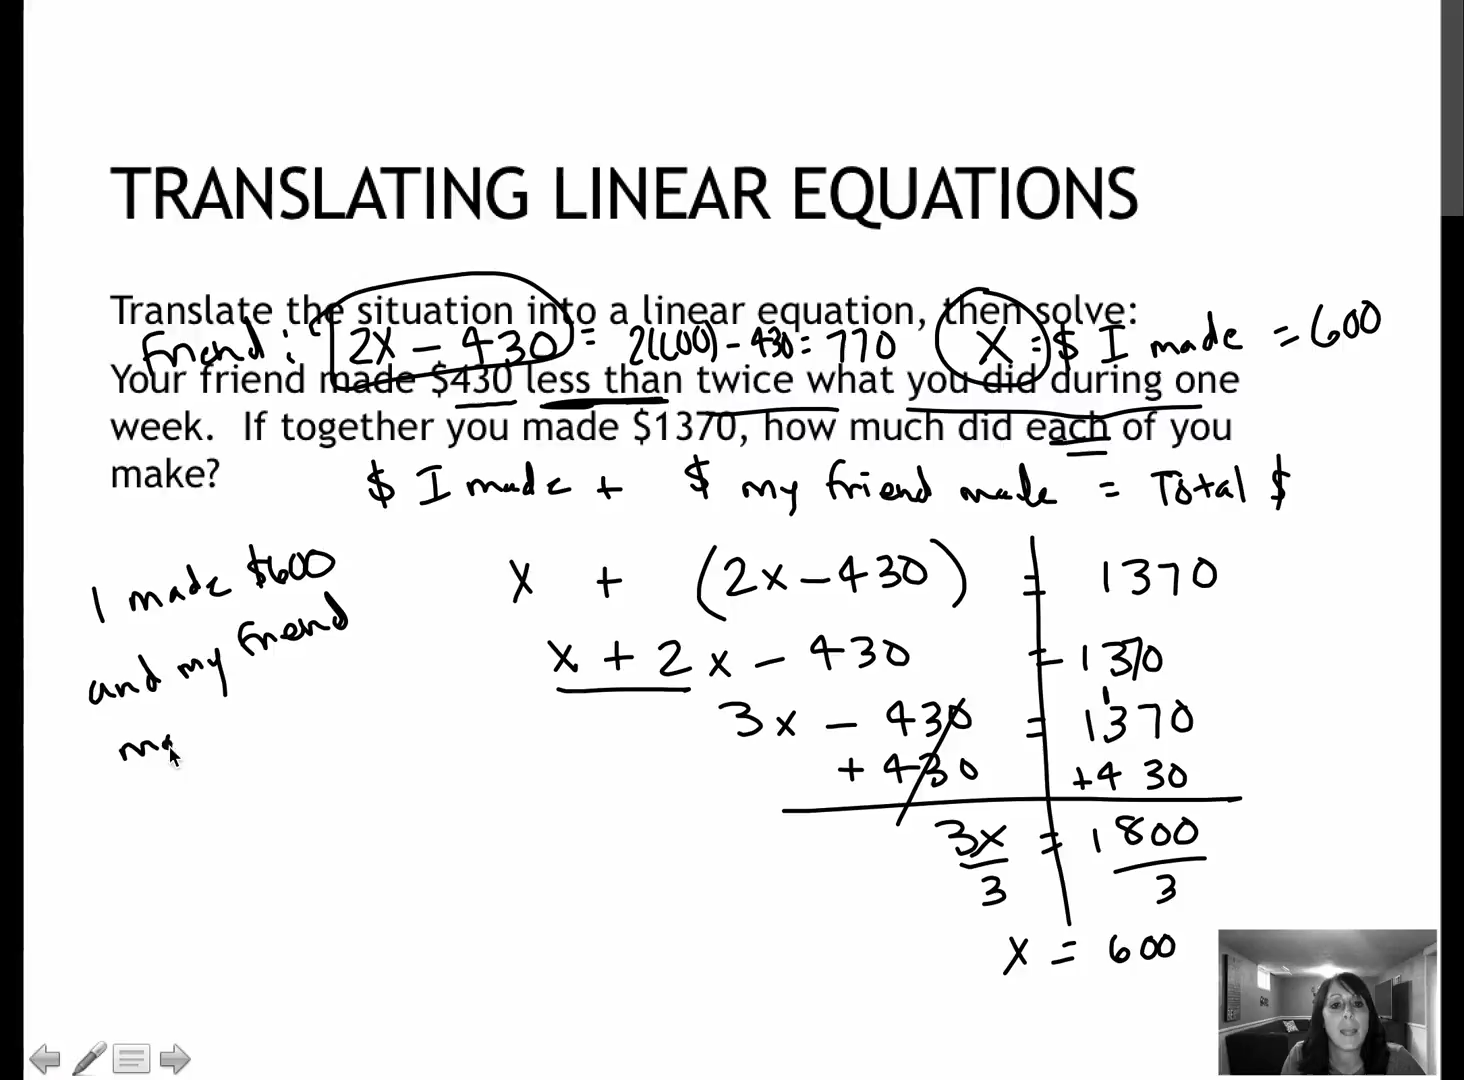 TRANSLATING LINEAR EQUATIONS
Translate the situation into a linear equation, then solve:
Friend: 2x - 430 = 2(600) - 430 = 770 x = $ I made = 600
Your friend made $430 less than twice what you did during one
week. If together you made $1370, how much did each of you
make?
$ I made + $ my friend made = Total $
I made $600
and my friend
ma
x + (2x - 430) = 1370
x + 2x - 430 = 1370
3x - 430 = 1370
+ 430 +430
3x = 1800
3 3
x = 600